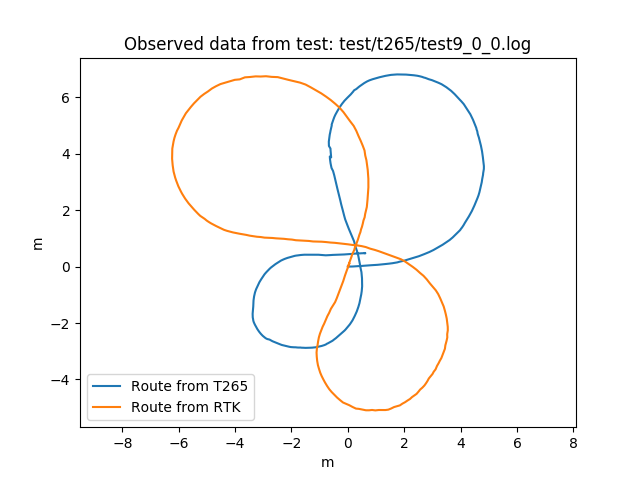 Observed data from test: test/t265/test9_0_0.log
m
6
4
2
0
−2
−4
Route from T265
Route from RTK
−8 −6 −4 −2 0 2 4 6 8
m